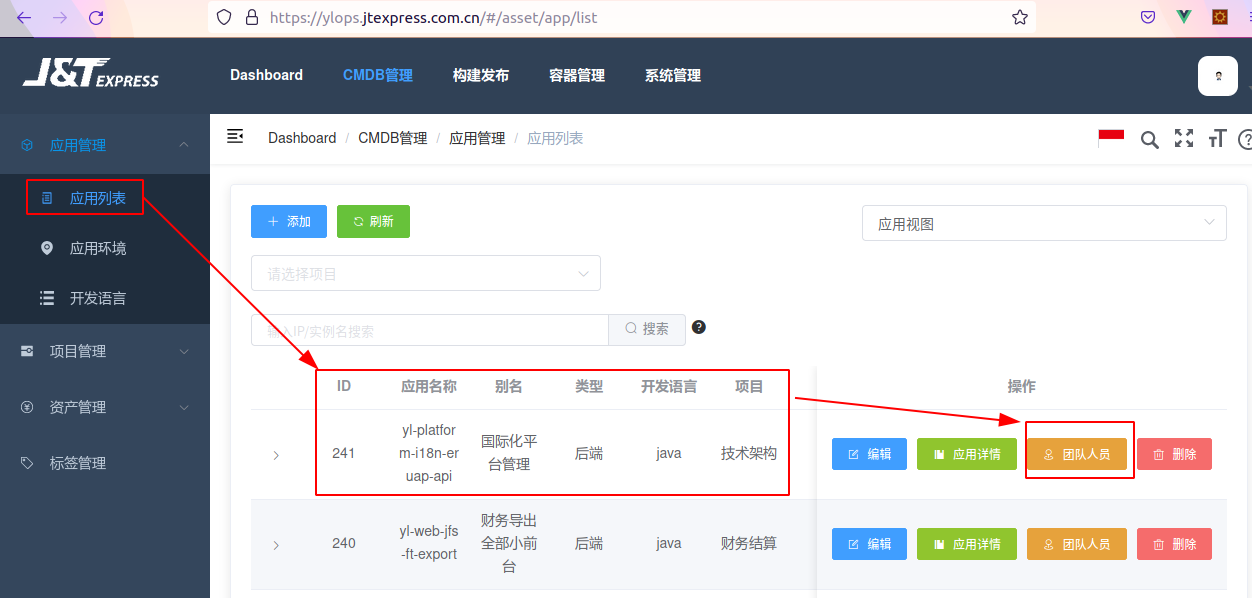 https://ylops.jtexpress.com.cn/#/asset/app/list
J&T EXPRESS
Dashboard CMDB管理 构建发布 容器管理 系统管理
应用管理
应用列表
应用环境
开发语言
项目管理
资产管理
标签管理
Dashboard / CMDB管理 / 应用管理 / 应用列表
添加 刷新
应用视图
请选择项目
输入IP/实例名搜索 搜索
ID 应用名称 别名 类型 开发语言 项目 操作
241 yl-platfor
m-i18n-er
uap-api 国际化平
台管理 后端 java 技术架构 编辑 应用详情 团队人员 删除
240 yl-web-jfs
-ft-export 财务导出
全部小前
台 后端 java 财务结算 编辑 应用详情 团队人员 删除